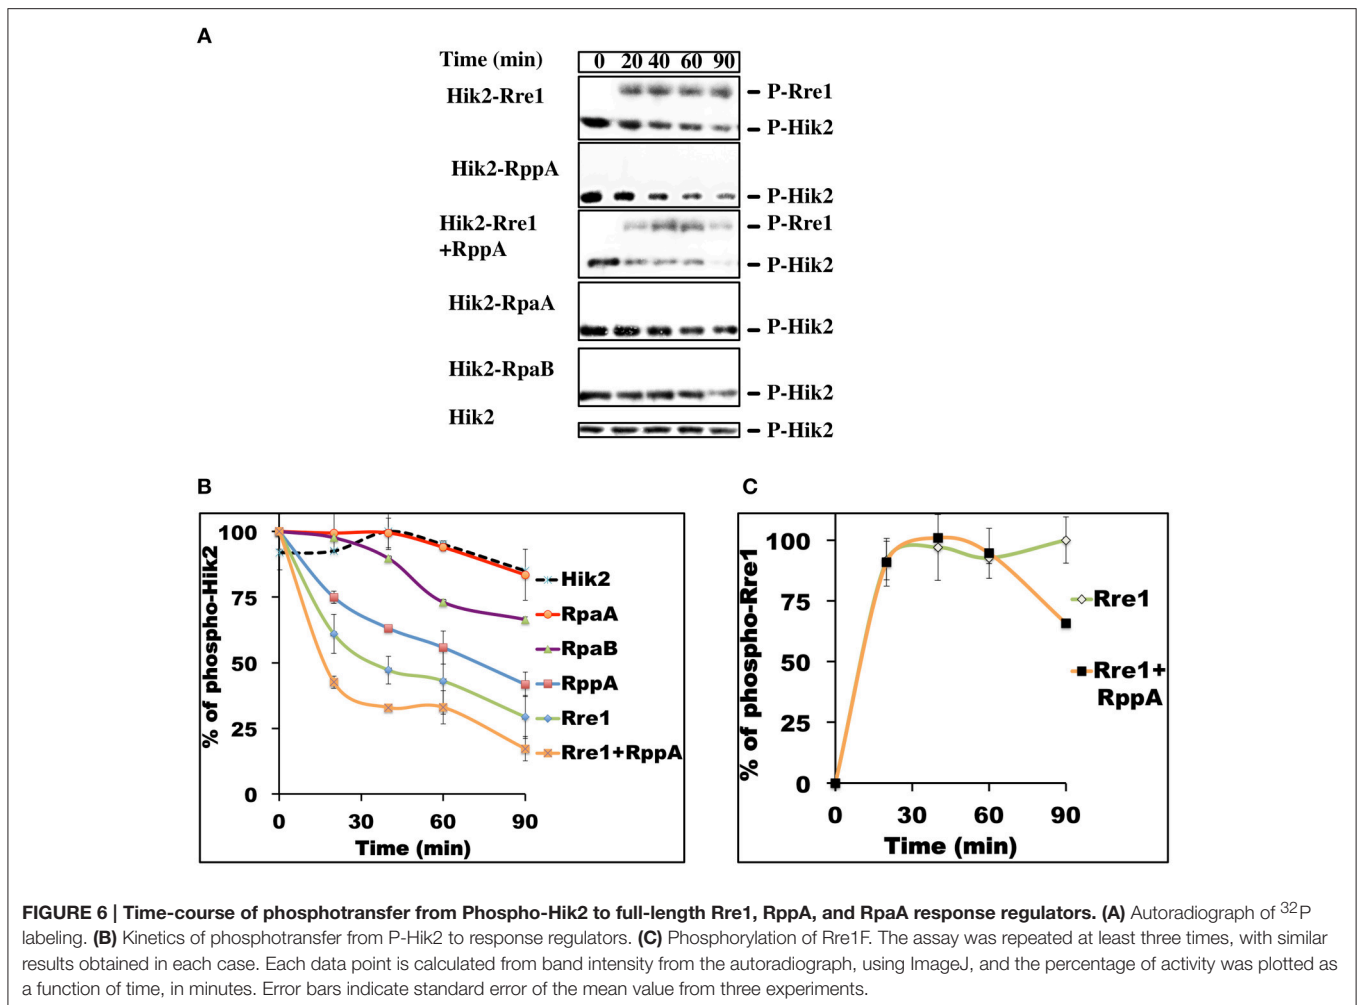 A
Time (min) 0 20 40 60 90
Hik2-Rre1
– P-Rre1
– P-Hik2
Hik2-RppA
– P-Hik2
Hik2-Rre1
+RppA
– P-Rre1
– P-Hik2
Hik2-RpaA
– P-Hik2
Hik2-RpaB
– P-Hik2
Hik2
– P-Hik2
B
% of phospho-Hik2
100
75
50
25
0
0 30 60 90
Time (min)
Hik2
RpaA
RpaB
RppA
Rre1
Rre1+RppA
C
% of phospho-Rre1
100
75
50
25
0
0 30 60 90
Time (min)
Rre1
Rre1+
RppA
FIGURE 6 | Time-course of phosphotransfer from Phospho-Hik2 to full-length Rre1, RppA, and RpaA response regulators. (A) Autoradiograph of ³²P
labeling. (B) Kinetics of phosphotransfer from P-Hik2 to response regulators. (C) Phosphorylation of Rre1F. The assay was repeated at least three times, with similar
results obtained in each case. Each data point is calculated from band intensity from the autoradiograph, using ImageJ, and the percentage of activity was plotted as
a function of time, in minutes. Error bars indicate standard error of the mean value from three experiments.